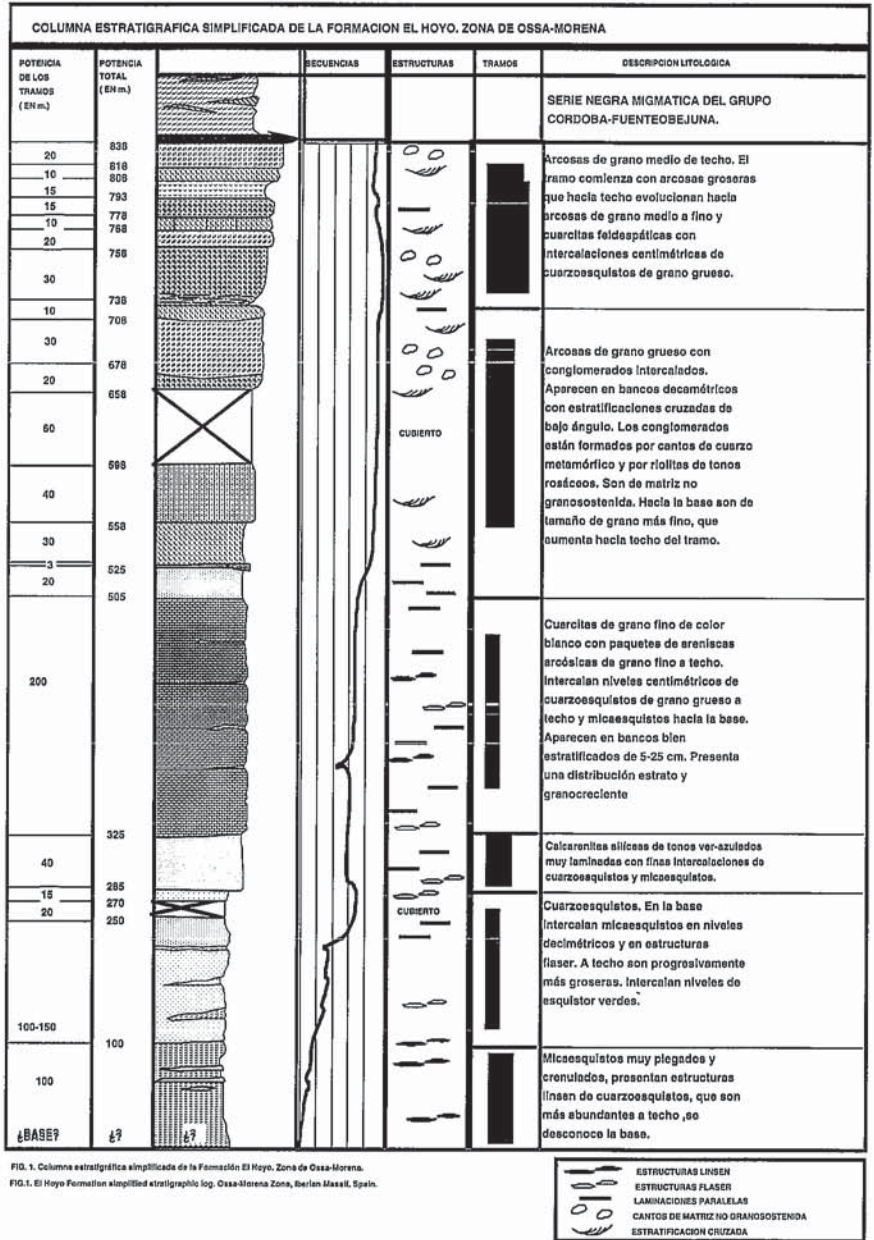 COLUMNA ESTRATIGRAFICA SIMPLIFICADA DE LA FORMACION EL HOYO. ZONA DE OSSA-MORENA
POTENCIA
DE LOS
TRAMOS
( EN m.)
POTENCIA
TOTAL
( EN m.)
SECUENCIAS
ESTRUCTURAS
TRAMOS
DESCRIPCION LITOLOGICA
SERIE NEGRA MIGMATICA DEL GRUPO
CORDOBA-FUENTEOBEJUNA.
20
10
15
15
10
20
30
10
30
20
60
40
30
3
20
200
40
15
20
100-150
100
¿BASE?
838
818
808
793
778
768
758
738
708
678
658
598
558
525
505
325
285
270
250
100
¿?
¿?
CUBIERTO
CUBIERTO
Arcosas de grano medio de techo. El
tramo comienza con arcosas groseras
que hacia techo evolucionan hacia
arcosas de grano medio a fino y
cuarcitas feldespáticas con
intercalaciones centimétricas de
cuarzoesquistos de grano grueso.
Arcosas de grano grueso con
conglomerados intercalados.
Aparecen en bancos decamétricos
con estratificaciones cruzadas de
bajo ángulo. Los conglomerados
están formados por cantos de cuarzo
metamórfico y por riolitas de tonos
rosáceos. Son de matriz no
granosostenida. Hacia la base son de
tamaño de grano más fino, que
aumenta hacia techo del tramo.
Cuarcitas de grano fino de color
blanco con paquetes de areniscas
arcósicas de grano fino a techo.
Intercalan niveles centimétricos de
cuarzoesquistos de grano grueso a
techo y micaesquistos hacia la base.
Aparecen en bancos bien
estratificados de 5-25 cm. Presenta
una distribución estrato y
granocreciente
Calcarenitas silíceas de tonos ver-azulados
muy laminadas con finas intercalaciones de
cuarzoesquistos y micaesquistos.
Cuarzoesquistos. En la base
intercalan micaesquistos en niveles
decimétricos y en estructuras
flaser. A techo son progresivamente
más groseras. Intercalan niveles de
esquistor verdes.
Micaesquistos muy plegados y
crenulados, presentan estructuras
linsen de cuarzoesquistos, que son
más abundantes a techo ,se
desconoce la base.
FIG. 1. Columna estratigráfica simplificada de la Formación El Hoyo. Zona de Ossa-Morena.
FIG.1. El Hoyo Formation simplified stratigraphic log. Ossa-Morena Zone, Iberian Massif, Spain.
ESTRUCTURAS LINSEN
ESTRUCTURAS FLASER
LAMINACIONES PARALELAS
CANTOS DE MATRIZ NO GRANOSOSTENIDA
ESTRATIFICACION CRUZADA